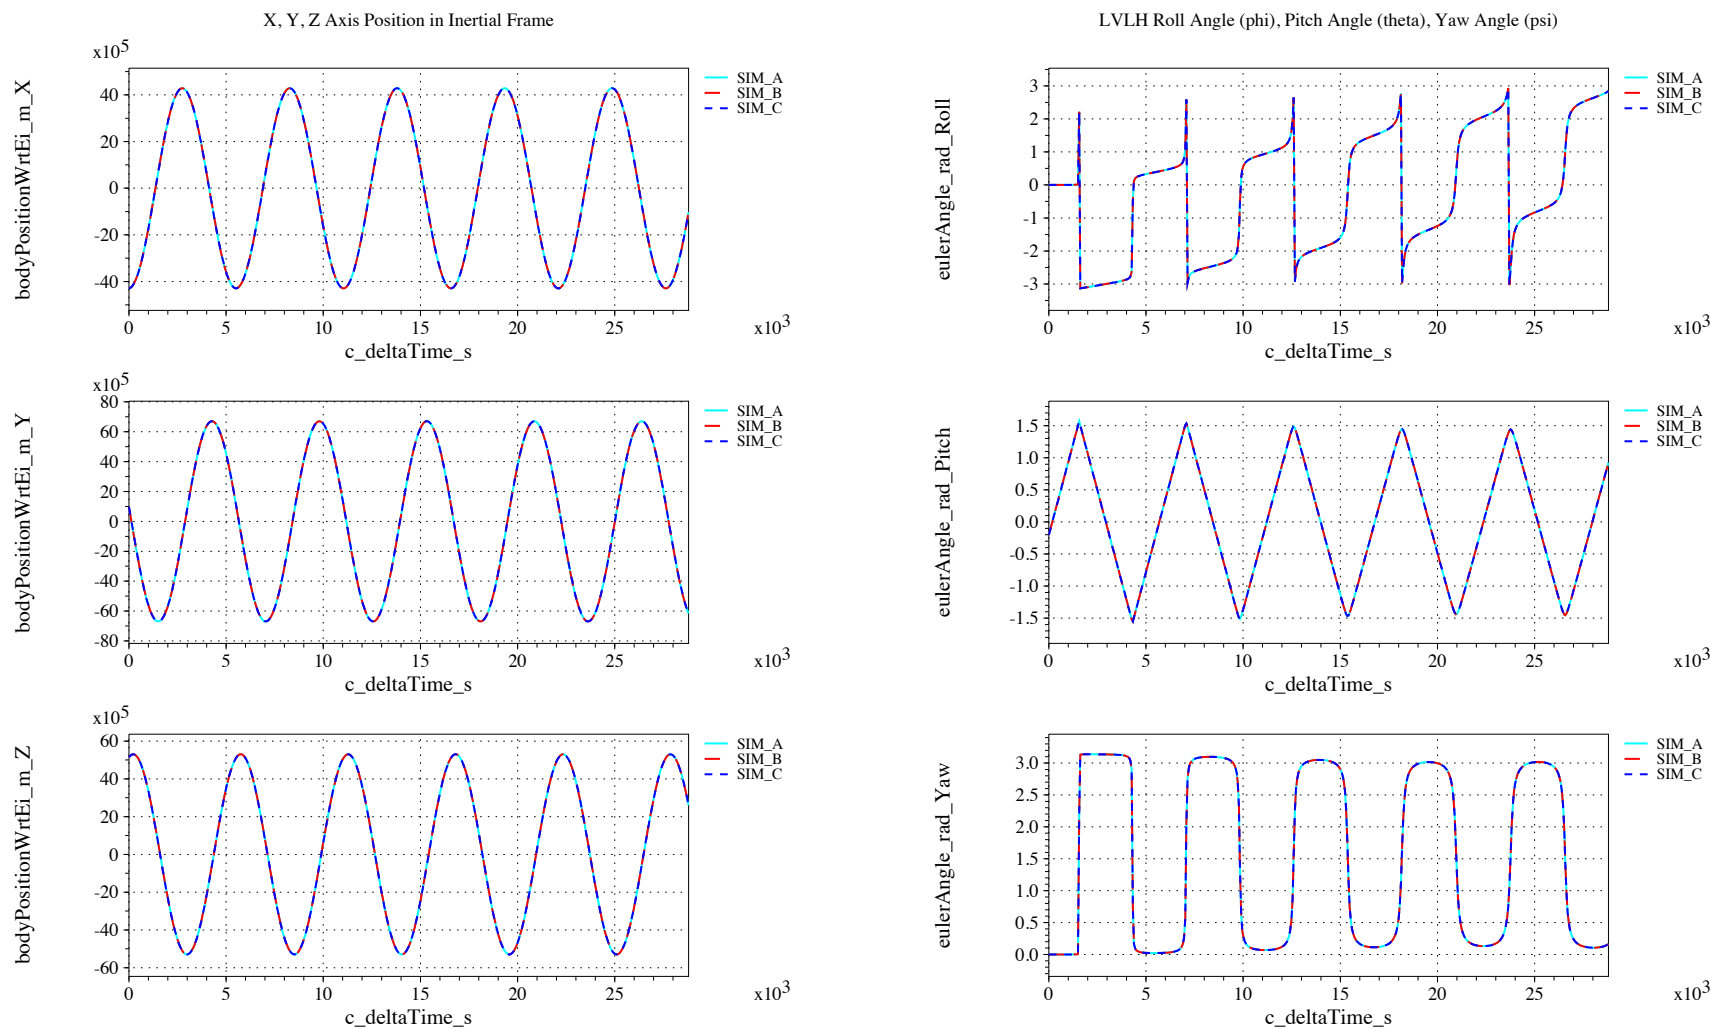 X, Y, Z Axis Position in Inertial Frame
x10^5
bodyPositionWrtEi_m_X
40
20
0
-20
-40
0 5 10 15 20 25
x10^3
c_deltaTime_s
SIM_A
SIM_B
SIM_C
x10^5
bodyPositionWrtEi_m_Y
80
60
40
20
0
-20
-40
-60
-80
0 5 10 15 20 25
x10^3
c_deltaTime_s
SIM_A
SIM_B
SIM_C
x10^5
bodyPositionWrtEi_m_Z
60
40
20
0
-20
-40
-60
0 5 10 15 20 25
x10^3
c_deltaTime_s
SIM_A
SIM_B
SIM_C
LVLH Roll Angle (phi), Pitch Angle (theta), Yaw Angle (psi)
eulerAngle_rad_Roll
3
2
1
0
-1
-2
-3
0 5 10 15 20 25
x10^3
c_deltaTime_s
SIM_A
SIM_B
SIM_C
eulerAngle_rad_Pitch
1.5
1.0
0.5
0.0
-0.5
-1.0
-1.5
0 5 10 15 20 25
x10^3
c_deltaTime_s
SIM_A
SIM_B
SIM_C
eulerAngle_rad_Yaw
3.0
2.5
2.0
1.5
1.0
0.5
0.0
0 5 10 15 20 25
x10^3
c_deltaTime_s
SIM_A
SIM_B
SIM_C